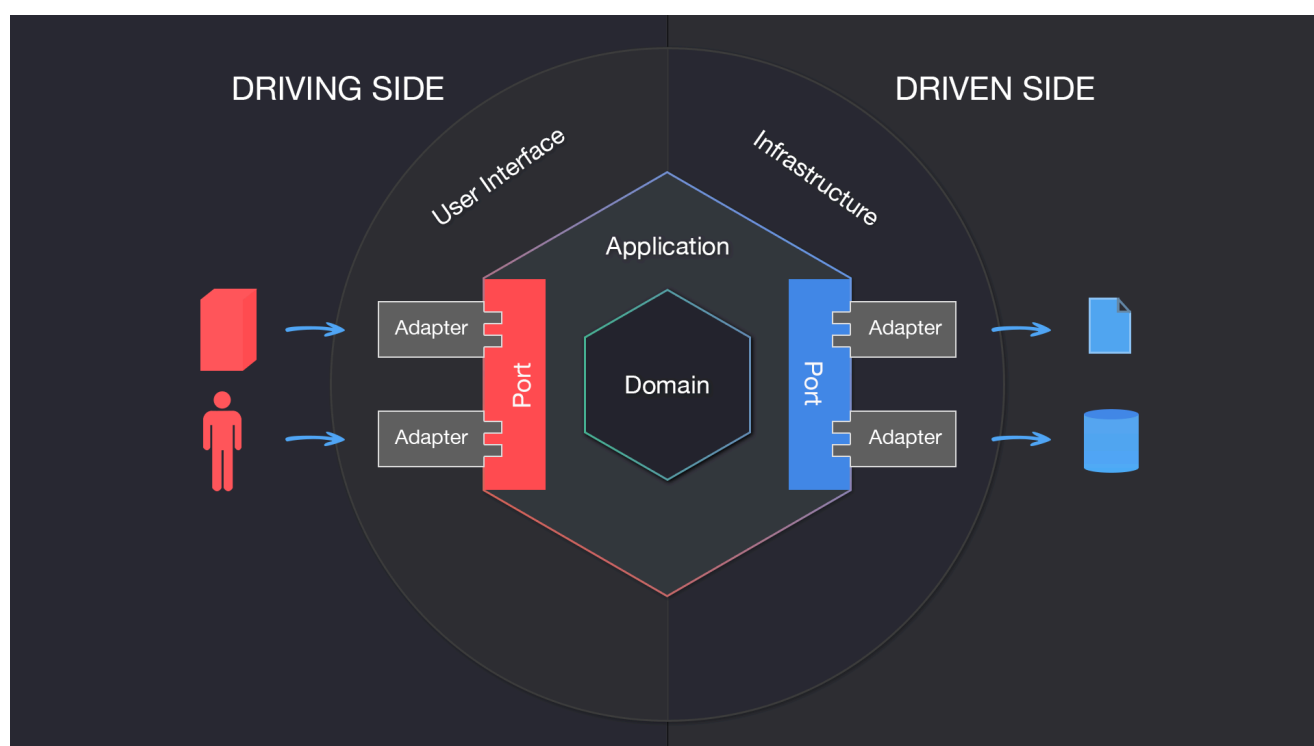 DRIVING SIDE
DRIVEN SIDE
User Interface
Infrastructure
Application
Adapter
Port
Domain
Port
Adapter
Adapter
Adapter